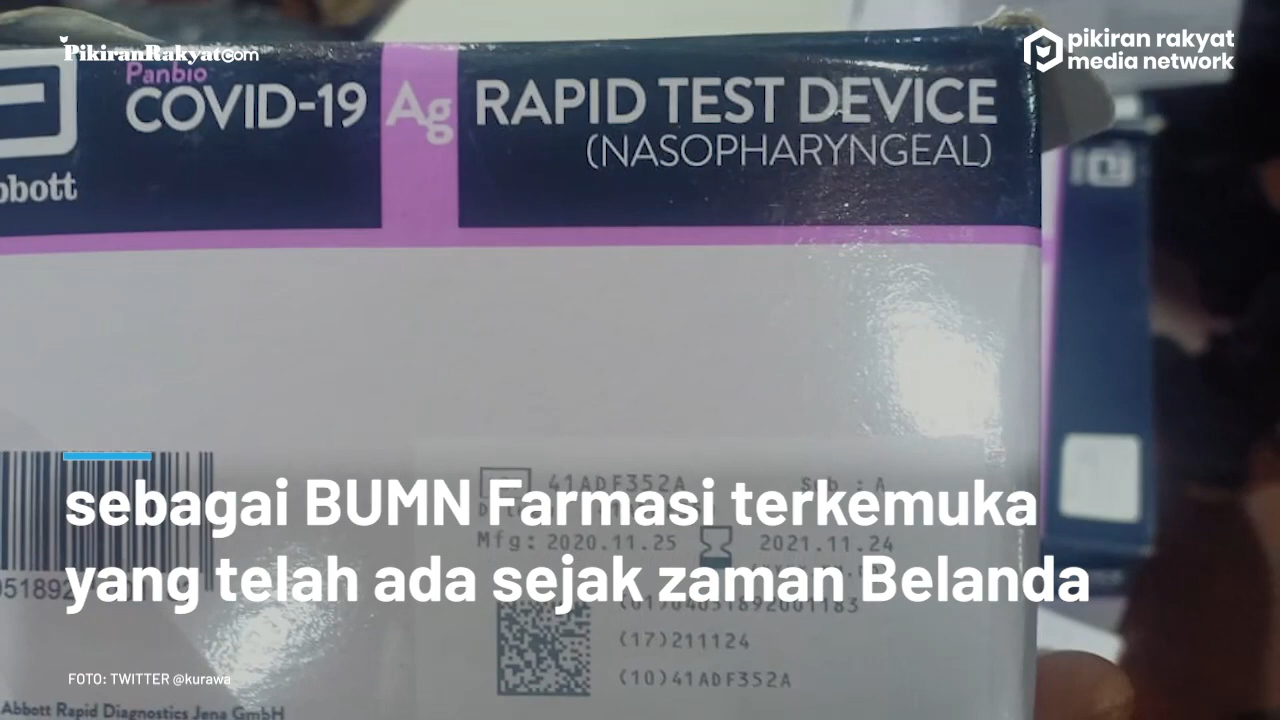 PikiranRakyat.com
pikiran rakyat
media network
Panbio
COVID-19 Ag RAPID TEST DEVICE
(NASOPHARYNGEAL)
bbott
41ADF352A
sebagai BUMN Farmasi terkemuka
Mfg: 2020.11.25 2021.11.24
yang telah ada sejak zaman Belanda
(01)04051892001183
(17)211124
(10)41ADF352A
FOTO: TWITTER @kurawa
Abbott Rapid Diagnostics Jena GmbH